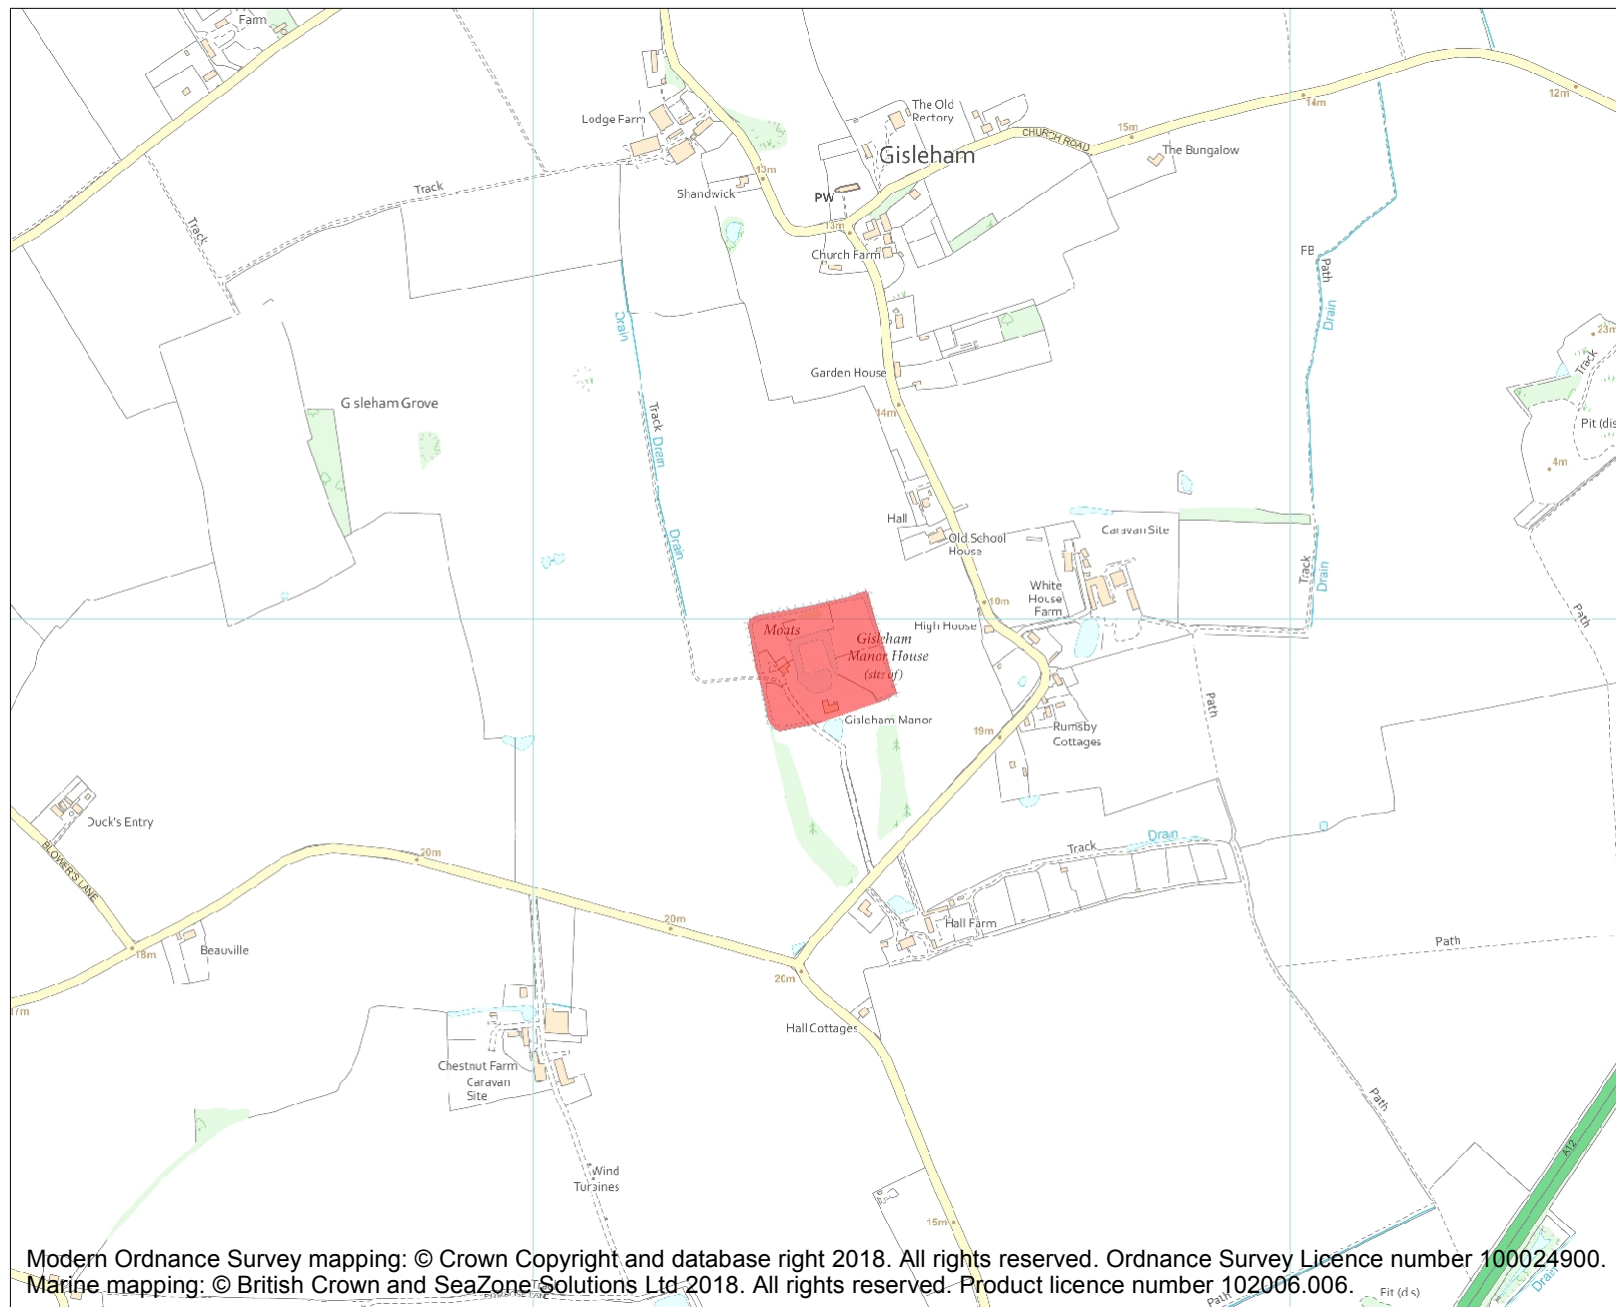 Farm
Lodge Farm
The Old
Rectory
Gisleham
CHURCH ROAD
15m
14m
12m
The Bungalow
13m
Track
Shandwick
PW
13m
Track
Church Farm
FB
Path
Drain
Drain
23m
Track
Garden House
14m
G sleham Grove
Track
Drain
Pit (dis
4m
Hall
Old School
House
Caravan Site
Drain
Track
Drain
White
House
Farm
18m
High House
Path
Moats
Gisleham
Manor House
(site of)
Path
Gisleham Manor
19m
Rumsby
Cottages
Duck's Entry
BLOWER'S LANE
20m
Track
Drain
20m
Hall Farm
18m
Beauville
Path
20m
17m
Hall Cottages
Chestnut Farm
Caravan
Site
Path
A12
Wind
Turbines
15m
Modern Ordnance Survey mapping: © Crown Copyright and database right 2018. All rights reserved. Ordnance Survey Licence number 100024900.
Marine mapping: © British Crown and SeaZone Solutions Ltd 2018. All rights reserved. Product licence number 102006.006.
Track
Path
Drain